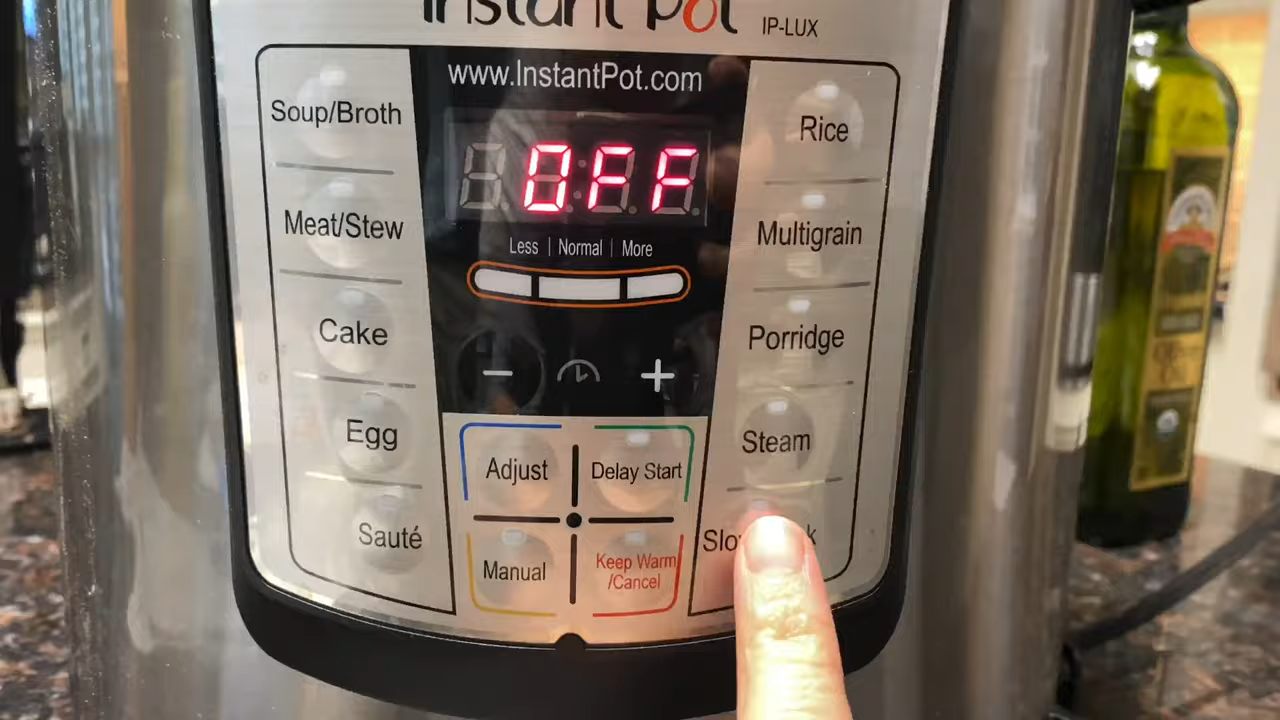 Instant Pot IP-LUX
www.InstantPot.com
OFF
Less | Normal | More
− +
Soup/Broth
Meat/Stew
Cake
Egg
Sauté
Adjust
Delay Start
Manual
Keep Warm
/Cancel
Rice
Multigrain
Porridge
Steam